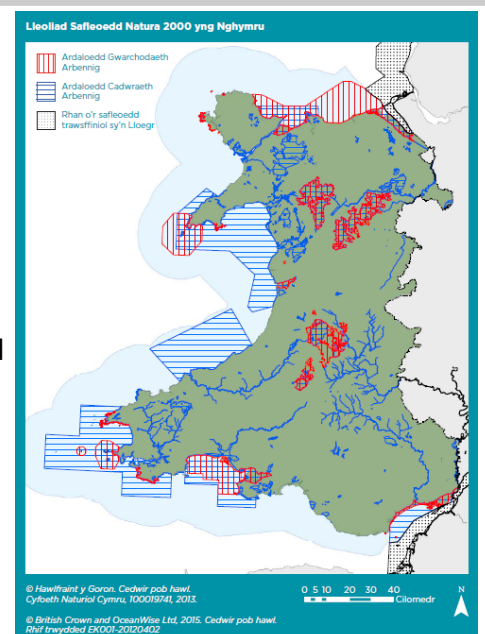 Lleoliad Safleoedd Natura 2000 yng Nghymru
Ardaloedd Gwarchodaeth
Arbennig
Ardaloedd Cadwraeth
Arbennig
Rhan o'r safleoedd
trawsffiniol sy'n Lloegr
© Hawlfraint y Goron. Cedwir pob hawl.
Cyfoeth Naturiol Cymru, 100019741, 2013.
© British Crown and OceanWise Ltd, 2015. Cedwir pob hawl.
Rhif trwydded EK001-20120402
0 5 10 20 30 40
Cilomedr
N